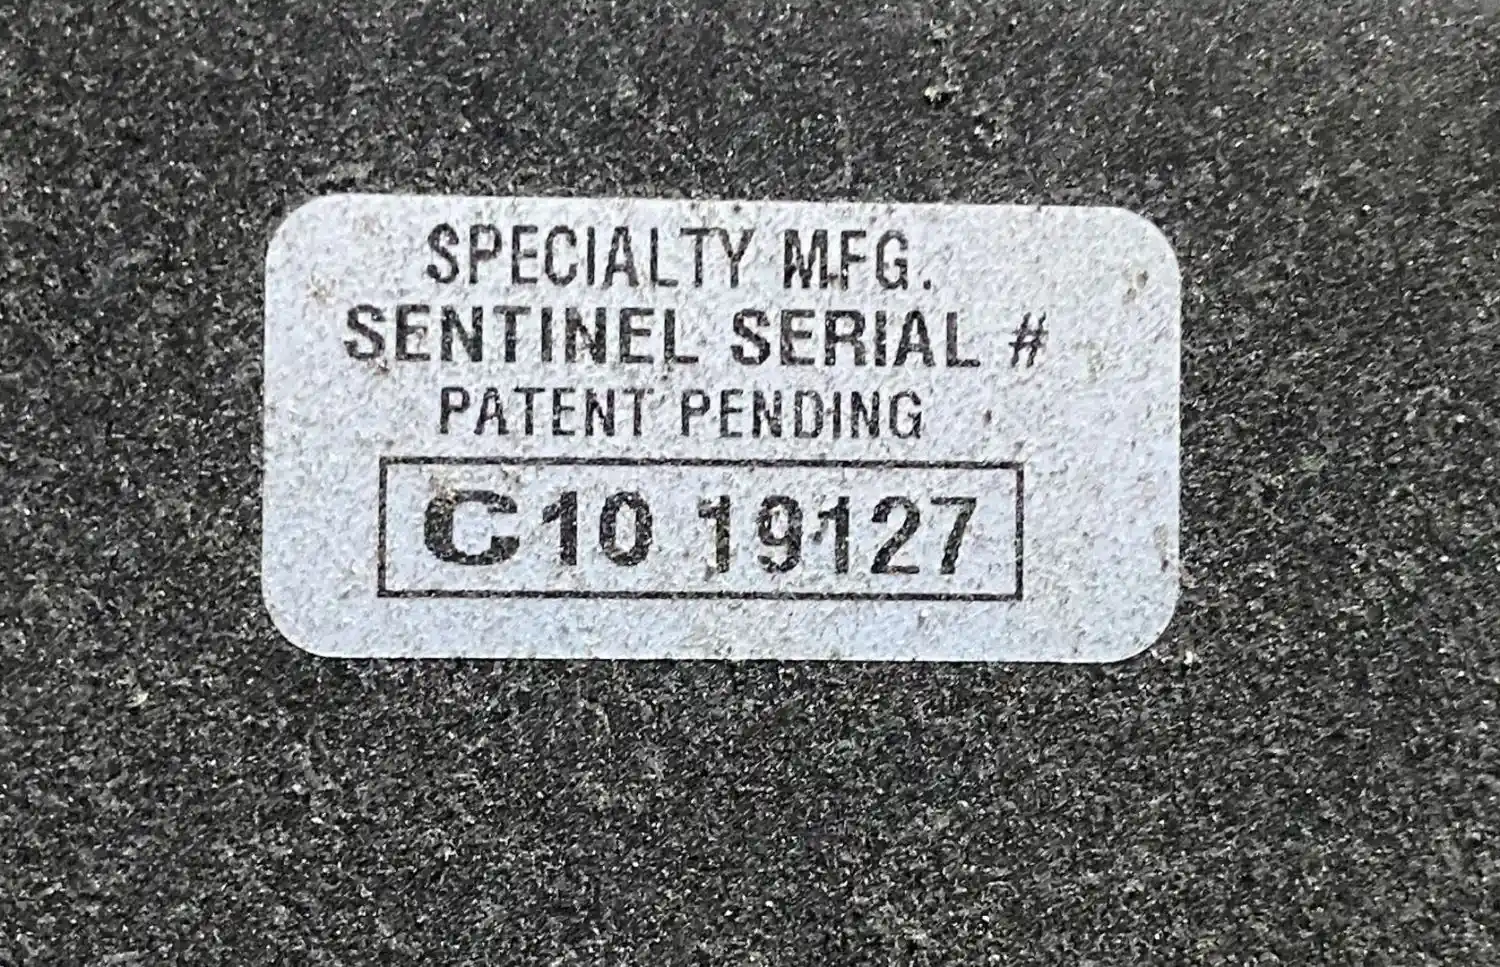 SPECIALTY MFG.
SENTINEL SERIAL #
PATENT PENDING
C10 19127